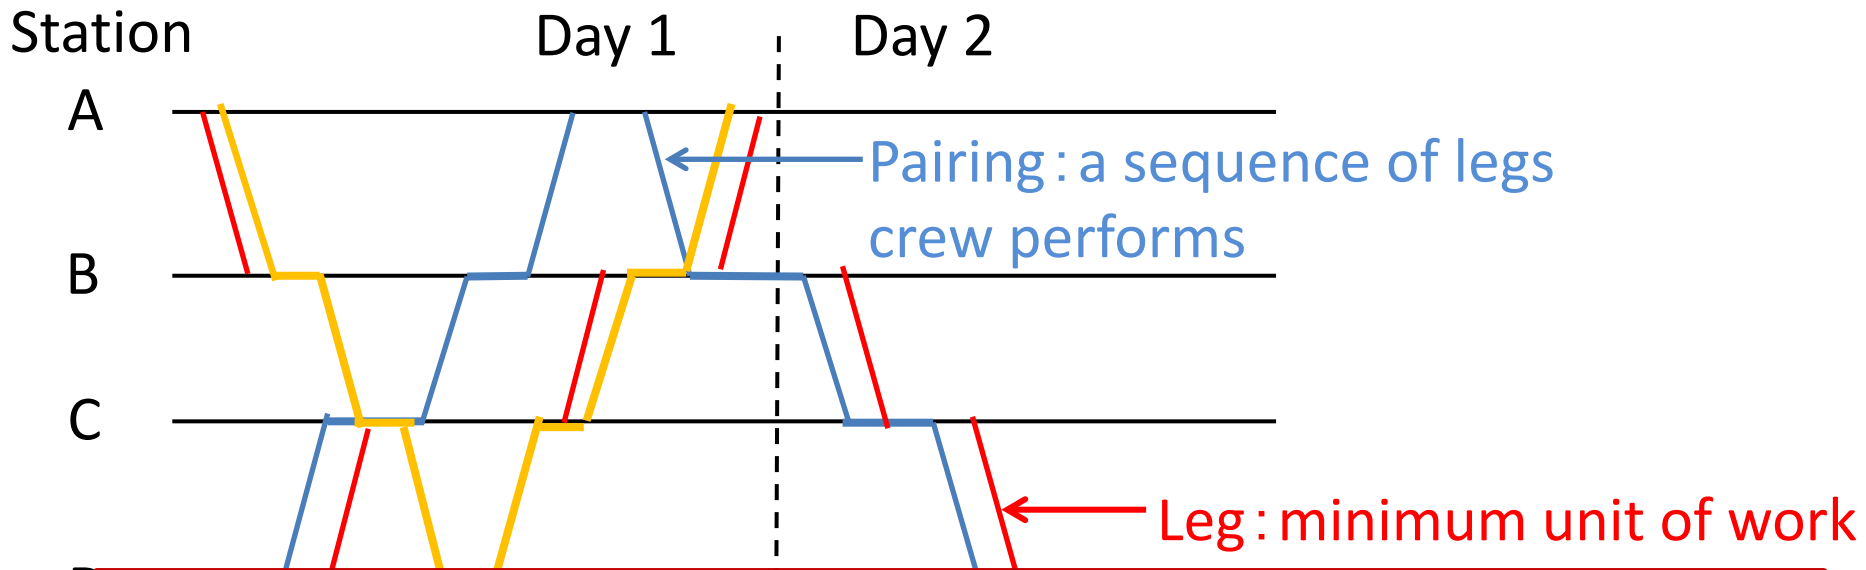 Station
Day 1
Day 2
A
Pairing : a sequence of legs
crew performs
B
C
Leg : minimum unit of work